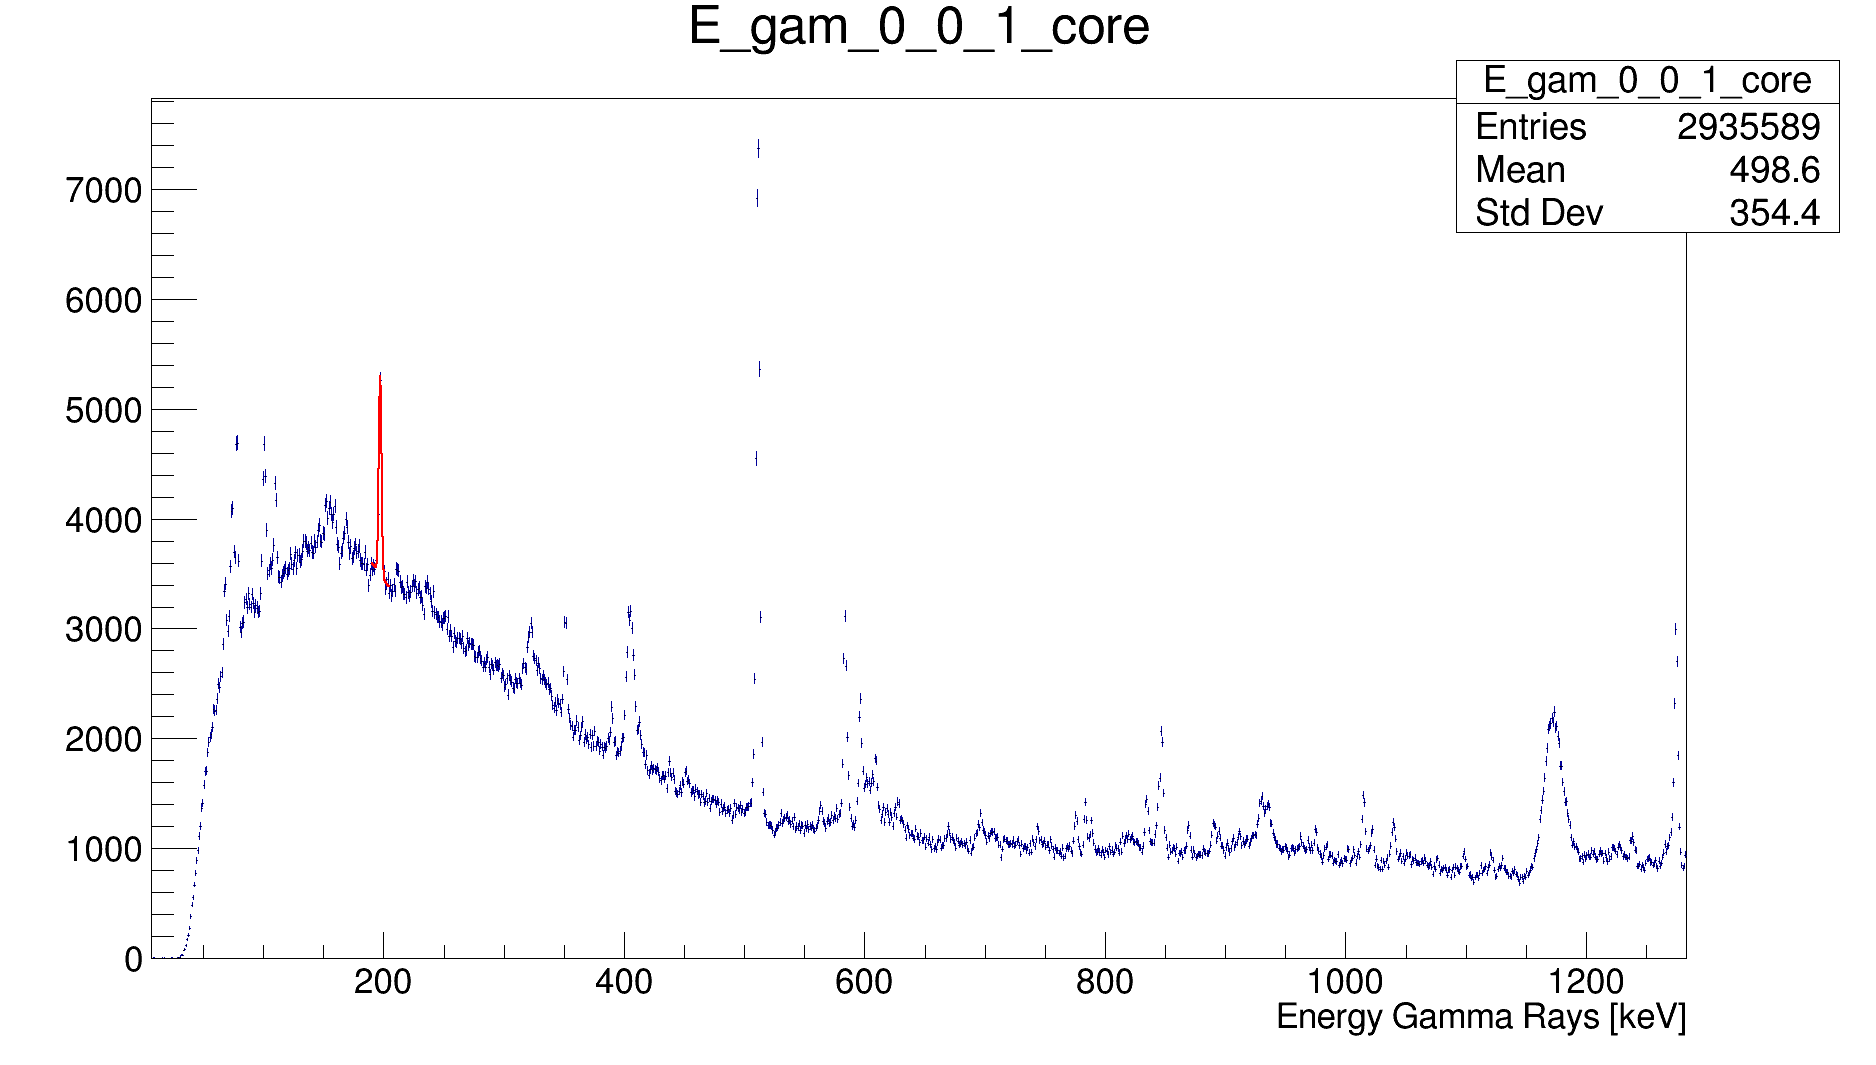 E_gam_0_0_1_core
E_gam_0_0_1_core
Entries 2935589
Mean 498.6
Std Dev 354.4
7000
6000
5000
4000
3000
2000
1000
0
200 400 600 800 1000 1200
Energy Gamma Rays [keV]